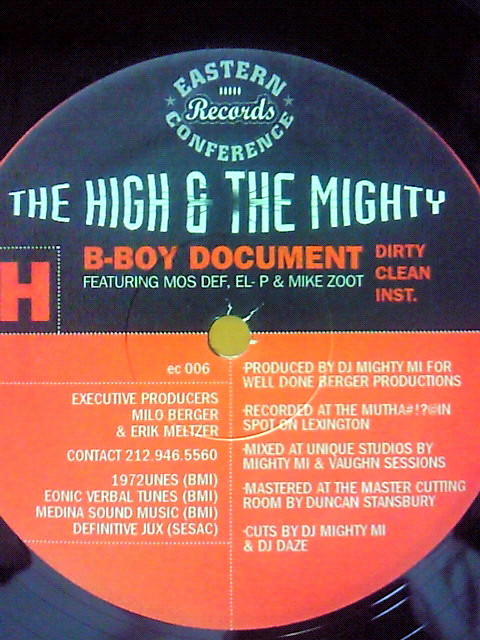 EASTERN
Records
CONFERENCE
THE HIGH & THE MIGHTY
B-BOY DOCUMENT
FEATURING MOS DEF, EL- P & MIKE ZOOT
DIRTY
CLEAN
INST.
H
ec 006
EXECUTIVE PRODUCERS
MILO BERGER
& ERIK MELTZER
CONTACT 212.946.5560
1972UNES (BMI)
EONIC VERBAL TUNES (BMI)
MEDINA SOUND MUSIC (BMI)
DEFINITIVE JUX (SESAC)
·PRODUCED BY DJ MIGHTY MI FOR
WELL DONE BERGER PRODUCTIONS
·RECORDED AT THE MUTHA#!?@IN
SPOT ON LEXINGTON
·MIXED AT UNIQUE STUDIOS BY
MIGHTY MI & VAUGHN SESSIONS
·MASTERED AT THE MASTER CUTTING
ROOM BY DUNCAN STANSBURY
·CUTS BY DJ MIGHTY MI
& DJ DAZE